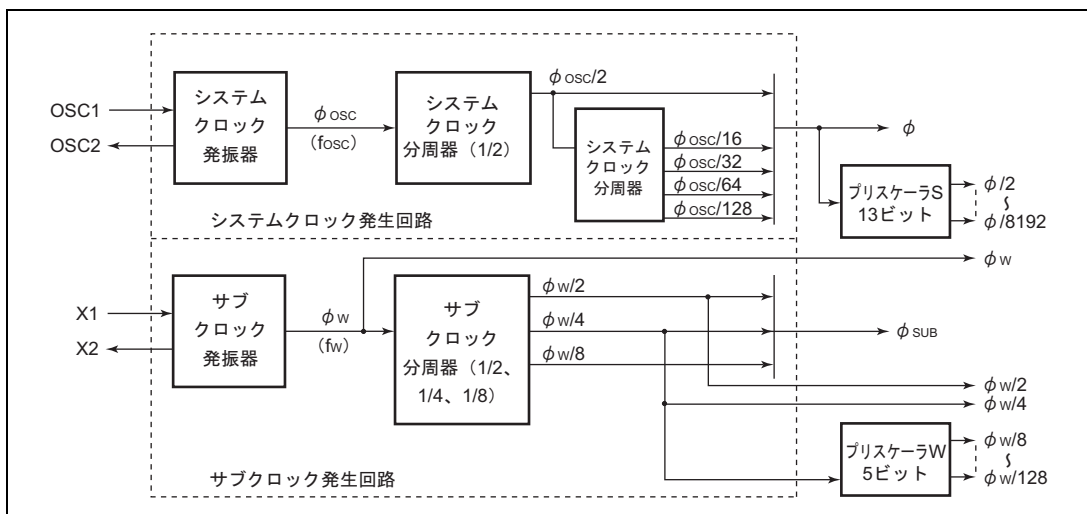 OSC1
OSC2
システム
クロック
発振器
φOSC
(fOSC)
システム
クロック
分周器（1/2）
φOSC/2
システム
クロック
分周器
φOSC/16
φOSC/32
φOSC/64
φOSC/128
φ
プリスケーラS
13ビット
φ/2
～
φ/8192
システムクロック発生回路
X1
X2
サブ
クロック
発振器
φW
(fW)
サブ
クロック
分周器（1/2、
1/4、1/8）
φW/2
φW/4
φW/8
φW
φSUB
φW/2
φW/4
プリスケーラW
5ビット
φW/8
～
φW/128
サブクロック発生回路